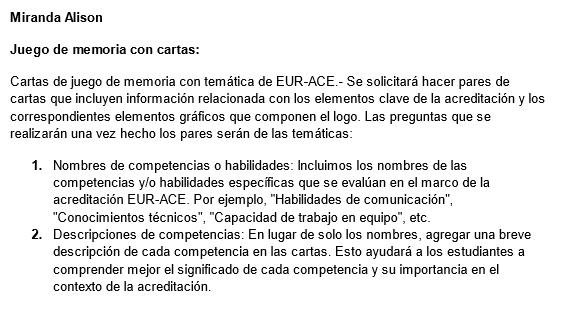 Miranda Alison
Juego de memoria con cartas:
Cartas de juego de memoria con temática de EUR-ACE.- Se solicitará hacer pares de
cartas que incluyen información relacionada con los elementos clave de la acreditación y los
correspondientes elementos gráficos que componen el logo. Las preguntas que se
realizarán una vez hecho los pares serán de las temáticas:
1. Nombres de competencias o habilidades: Incluimos los nombres de las
competencias y/o habilidades específicas que se evalúan en el marco de la
acreditación EUR-ACE. Por ejemplo, "Habilidades de comunicación",
"Conocimientos técnicos", "Capacidad de trabajo en equipo", etc.
2. Descripciones de competencias: En lugar de solo los nombres, agregar una breve
descripción de cada competencia en las cartas. Esto ayudará a los estudiantes a
comprender mejor el significado de cada competencia y su importancia en el
contexto de la acreditación.